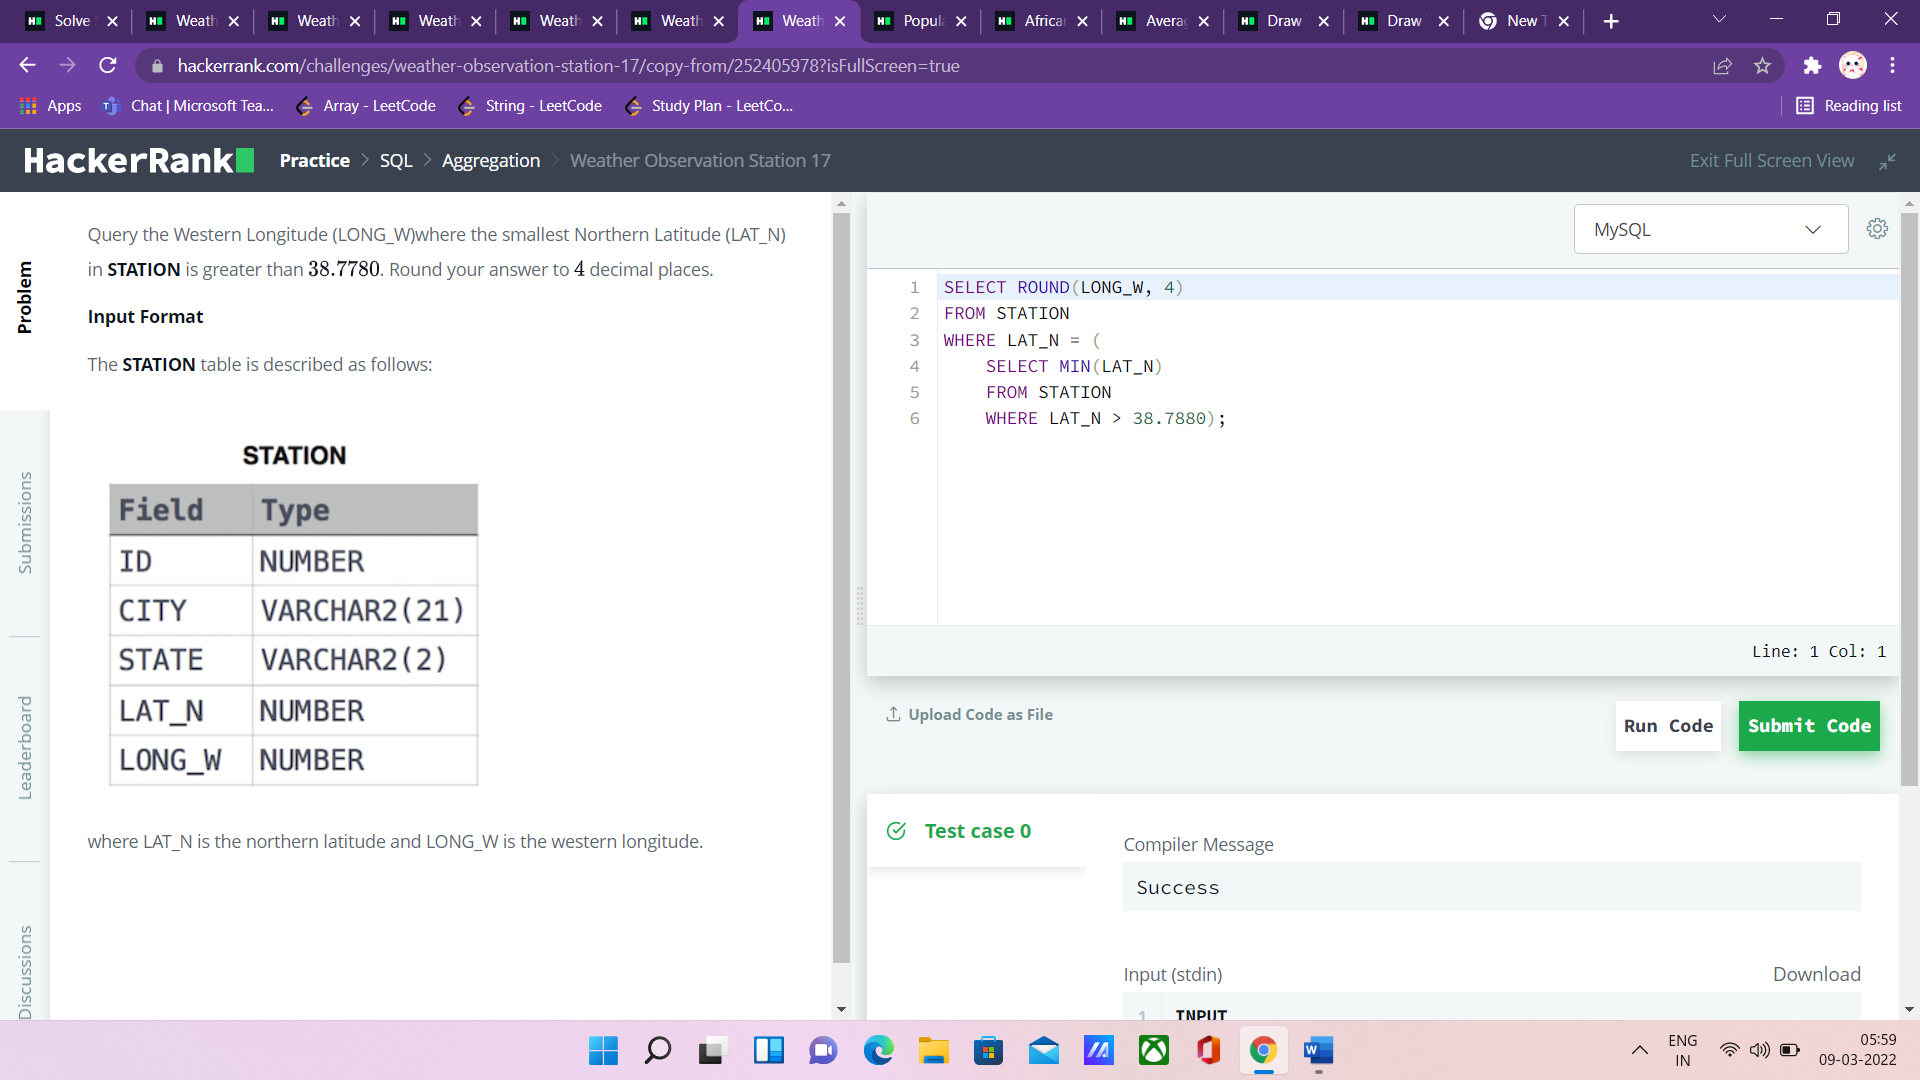 Solve
Weath
Weath
Weath
Weath
Weath
Weath
Popula
African
Averag
Draw
Draw
New T
hackerrank.com/challenges/weather-observation-station-17/copy-from/252405978?isFullScreen=true
Apps
Chat | Microsoft Tea...
Array - LeetCode
String - LeetCode
Study Plan - LeetCo...
Reading list
HackerRank
Practice > SQL > Aggregation > Weather Observation Station 17
Exit Full Screen View
Problem
Submissions
Leaderboard
Discussions
Query the Western Longitude (LONG_W)where the smallest Northern Latitude (LAT_N)
in STATION is greater than 38.7780. Round your answer to 4 decimal places.
Input Format
The STATION table is described as follows:
STATION
Field Type
ID NUMBER
CITY VARCHAR2(21)
STATE VARCHAR2(2)
LAT_N NUMBER
LONG_W NUMBER
where LAT_N is the northern latitude and LONG_W is the western longitude.
MySQL
1 SELECT ROUND(LONG_W, 4)
2 FROM STATION
3 WHERE LAT_N = (
4 SELECT MIN(LAT_N)
5 FROM STATION
6 WHERE LAT_N > 38.7880);
Line: 1 Col: 1
Upload Code as File
Run Code
Submit Code
Test case 0
Compiler Message
Success
Input (stdin)
Download
1 INPUT
ENG
IN
05:59
09-03-2022